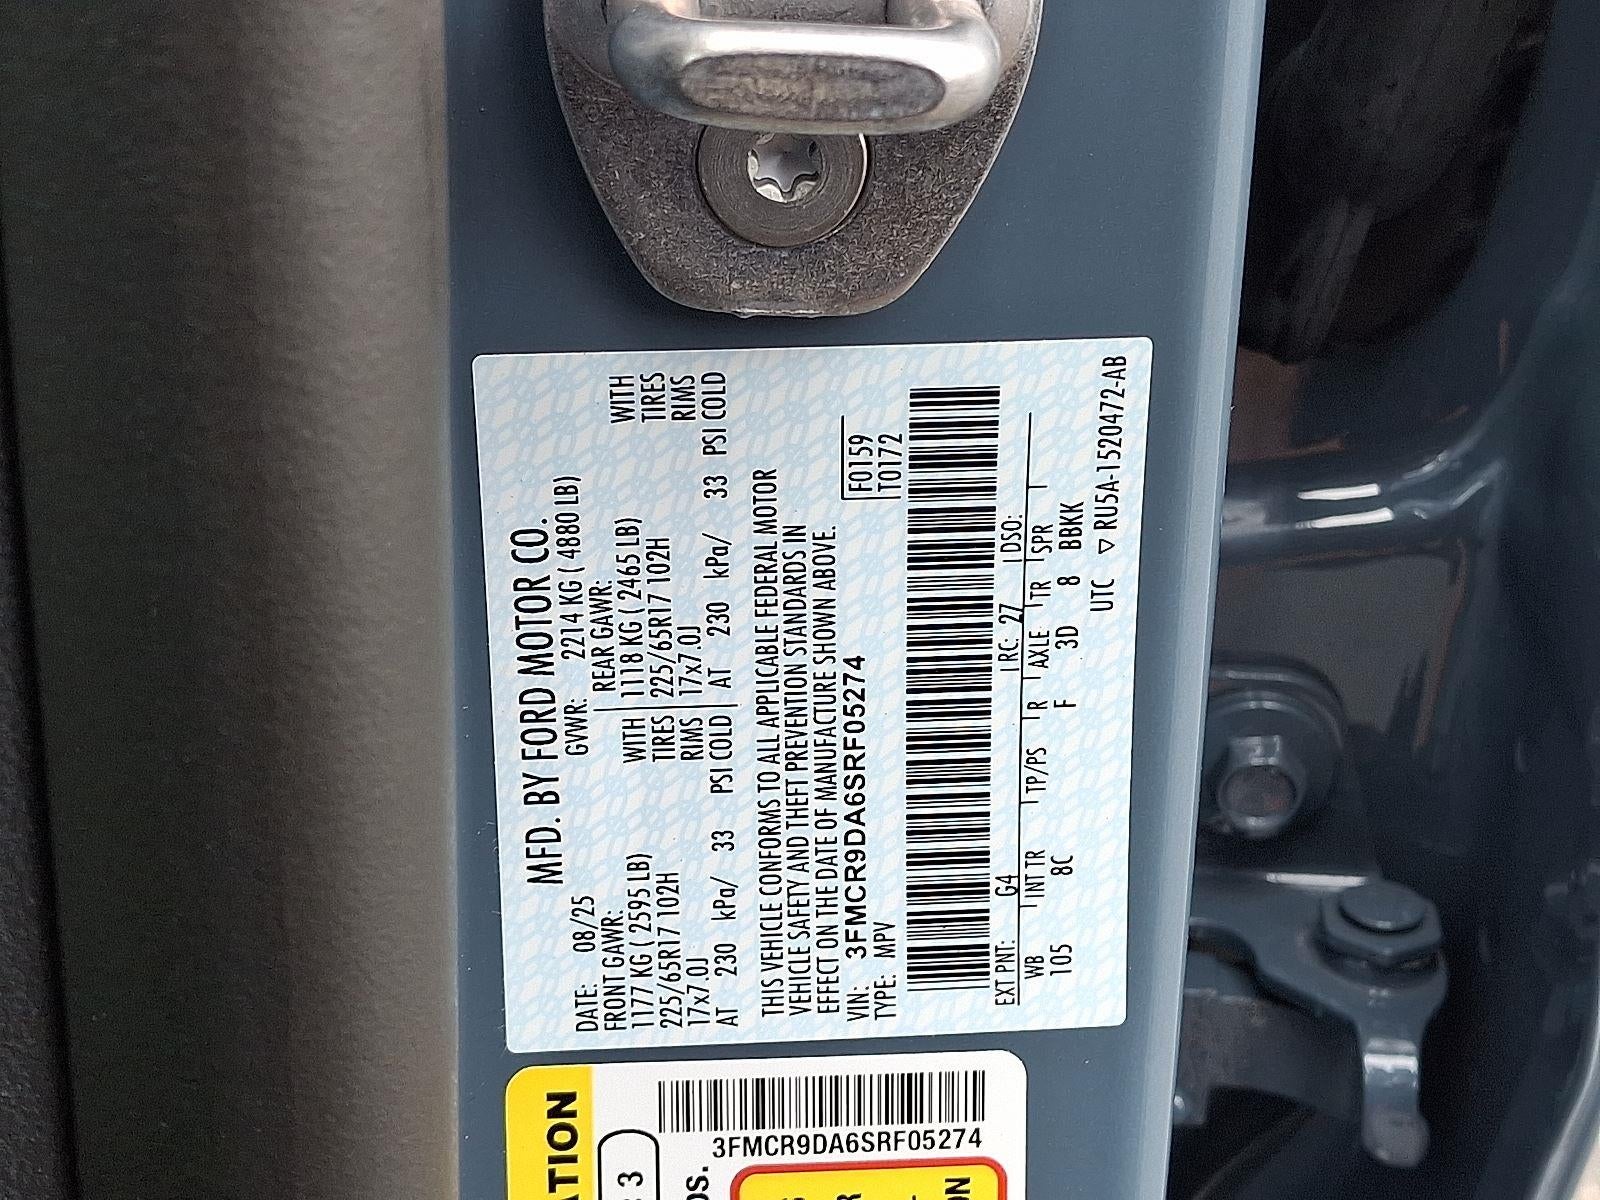 MFD. BY FORD MOTOR CO.
DATE: 08/25 GVWR: 2214 KG ( 4880 LB)
FRONT GAWR: REAR GAWR:
1177 KG ( 2595 LB) WITH 1118 KG ( 2465 LB) WITH
225/65R17 102H TIRES 225/65R17 102H TIRES
17x7.0J RIMS 17x7.0J RIMS
AT 230 kPa/ 33 PSI COLD AT 230 kPa/ 33 PSI COLD
THIS VEHICLE CONFORMS TO ALL APPLICABLE FEDERAL MOTOR
VEHICLE SAFETY AND THEFT PREVENTION STANDARDS IN
EFFECT ON THE DATE OF MANUFACTURE SHOWN ABOVE.
VIN: 3FMCR9DA6SRF05274 F0159
TYPE: MPV T0172
EXT PNT: G4 RC: 27 DSO:
WB INT TR TP/PS R AXLE TR SPR
105 8C F 3D 8 BBKK
UTC ▽ RU5A-1520472-AB
ATION
3
OS.
3FMCR9DA6SRF05274
S
R
ON